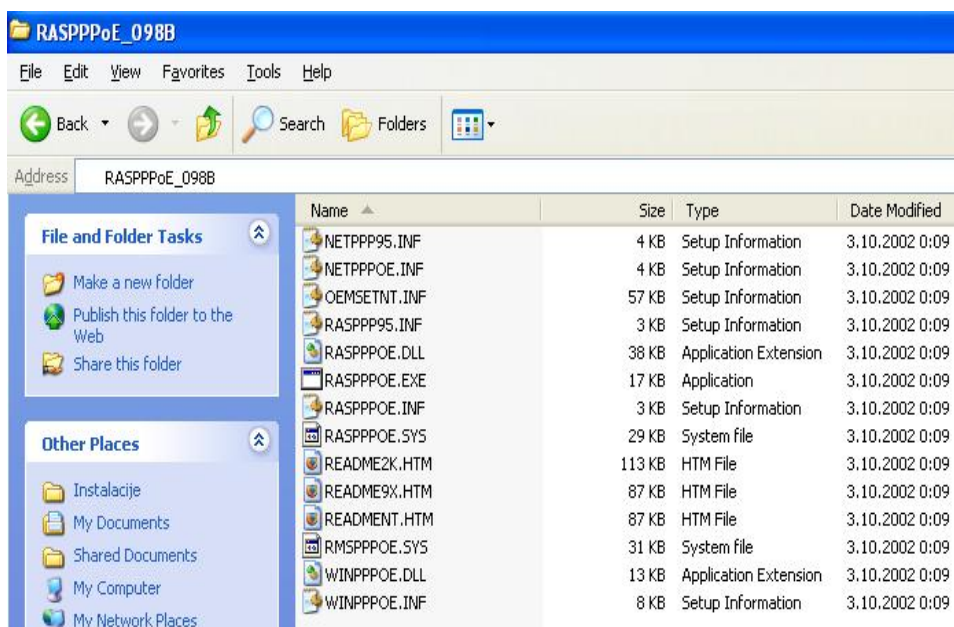 RASPPPoE_098B
File Edit View Favorites Tools Help
Back Search Folders
Address RASPPPoE_098B
File and Folder Tasks
Make a new folder
Publish this folder to the
Web
Share this folder
Other Places
Instalacije
My Documents
Shared Documents
My Computer
My Network Places
Name Size Type Date Modified
NETPPP95.INF 4 KB Setup Information 3.10.2002 0:09
NETPPPOE.INF 4 KB Setup Information 3.10.2002 0:09
OEMSETNT.INF 57 KB Setup Information 3.10.2002 0:09
RASPPP95.INF 3 KB Setup Information 3.10.2002 0:09
RASPPPOE.DLL 38 KB Application Extension 3.10.2002 0:09
RASPPPOE.EXE 17 KB Application 3.10.2002 0:09
RASPPPOE.INF 3 KB Setup Information 3.10.2002 0:09
RASPPPOE.SYS 29 KB System file 3.10.2002 0:09
README2K.HTM 113 KB HTM File 3.10.2002 0:09
README9X.HTM 87 KB HTM File 3.10.2002 0:09
READMENT.HTM 87 KB HTM File 3.10.2002 0:09
RMSPPPOE.SYS 31 KB System file 3.10.2002 0:09
WINPPPOE.DLL 13 KB Application Extension 3.10.2002 0:09
WINPPPOE.INF 8 KB Setup Information 3.10.2002 0:09